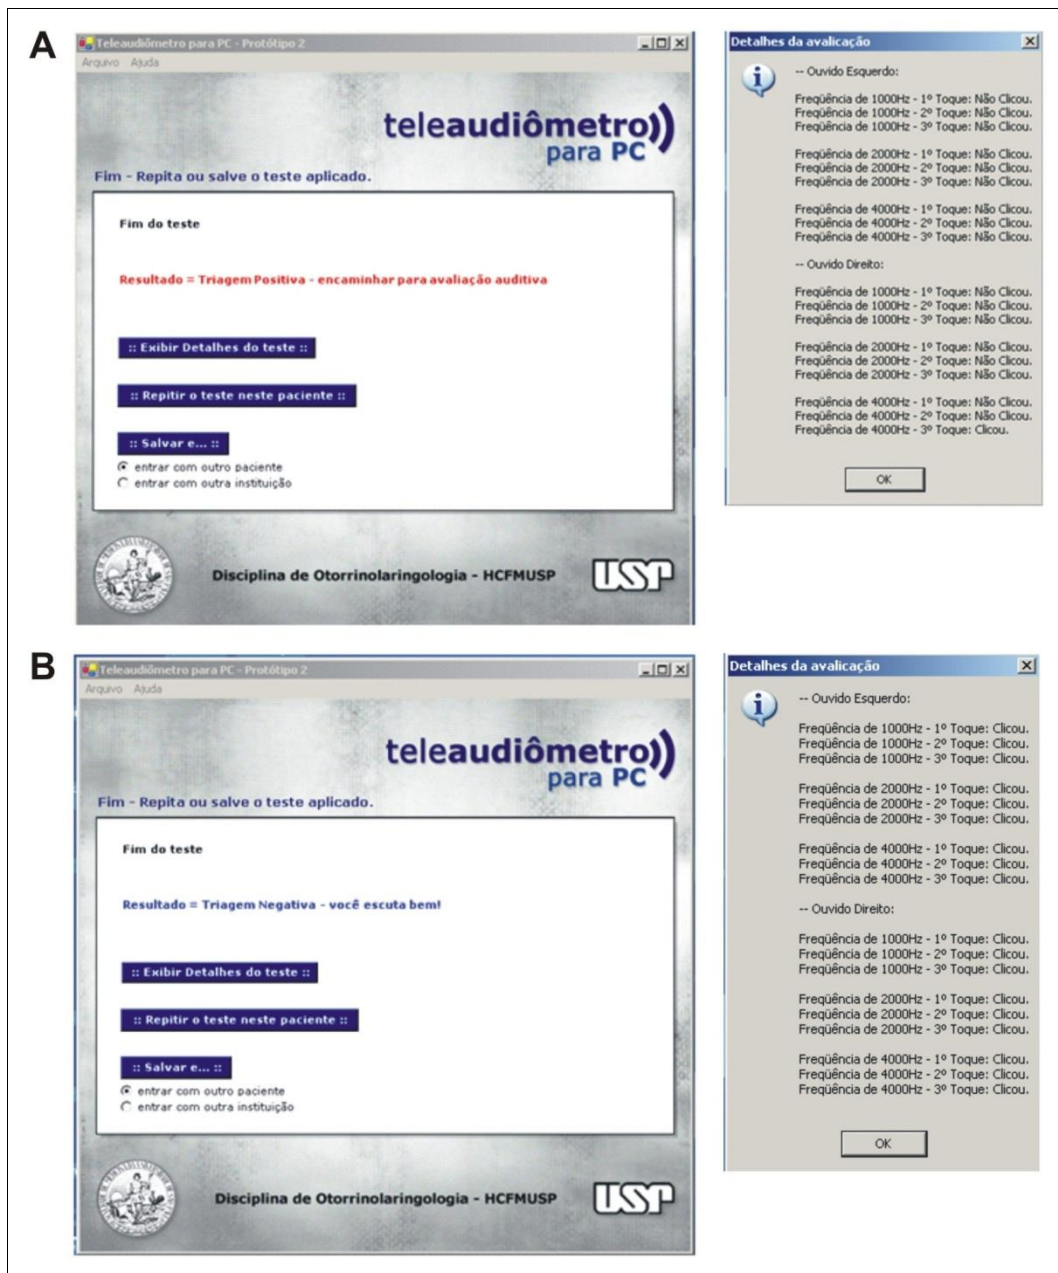 A
Teleaudiômetro para PC - Protótipo 2
Arquivo Ajuda
teleaudiômetro
para PC
Fim - Repita ou salve o teste aplicado.
Fim do teste
Resultado = Triagem Positiva - encaminhar para avaliação auditiva
:: Exibir Detalhes do teste ::
:: Repitir o teste neste paciente ::
:: Salvar e... ::
entrar com outro paciente
entrar com outra instituição
Disciplina de Otorrinolaringologia - HCFMUSP
USP
Detalhes da avalicação
-- Ouvido Esquerdo:
Freqüência de 1000Hz - 1º Toque: Não Clicou.
Freqüência de 1000Hz - 2º Toque: Não Clicou.
Freqüência de 1000Hz - 3º Toque: Não Clicou.
Freqüência de 2000Hz - 1º Toque: Não Clicou.
Freqüência de 2000Hz - 2º Toque: Não Clicou.
Freqüência de 2000Hz - 3º Toque: Não Clicou.
Freqüência de 4000Hz - 1º Toque: Não Clicou.
Freqüência de 4000Hz - 2º Toque: Não Clicou.
Freqüência de 4000Hz - 3º Toque: Não Clicou.
-- Ouvido Direito:
Freqüência de 1000Hz - 1º Toque: Não Clicou.
Freqüência de 1000Hz - 2º Toque: Não Clicou.
Freqüência de 1000Hz - 3º Toque: Não Clicou.
Freqüência de 2000Hz - 1º Toque: Não Clicou.
Freqüência de 2000Hz - 2º Toque: Não Clicou.
Freqüência de 2000Hz - 3º Toque: Não Clicou.
Freqüência de 4000Hz - 1º Toque: Não Clicou.
Freqüência de 4000Hz - 2º Toque: Não Clicou.
Freqüência de 4000Hz - 3º Toque: Clicou.
OK
B
Teleaudiômetro para PC - Protótipo 2
Arquivo Ajuda
teleaudiômetro
para PC
Fim - Repita ou salve o teste aplicado.
Fim do teste
Resultado = Triagem Negativa - você escuta bem!
:: Exibir Detalhes do teste ::
:: Repitir o teste neste paciente ::
:: Salvar e... ::
entrar com outro paciente
entrar com outra instituição
Disciplina de Otorrinolaringologia - HCFMUSP
USP
Detalhes da avalicação
-- Ouvido Esquerdo:
Freqüência de 1000Hz - 1º Toque: Clicou.
Freqüência de 1000Hz - 2º Toque: Clicou.
Freqüência de 1000Hz - 3º Toque: Clicou.
Freqüência de 2000Hz - 1º Toque: Clicou.
Freqüência de 2000Hz - 2º Toque: Clicou.
Freqüência de 2000Hz - 3º Toque: Clicou.
Freqüência de 4000Hz - 1º Toque: Clicou.
Freqüência de 4000Hz - 2º Toque: Clicou.
Freqüência de 4000Hz - 3º Toque: Clicou.
-- Ouvido Direito:
Freqüência de 1000Hz - 1º Toque: Clicou.
Freqüência de 1000Hz - 2º Toque: Clicou.
Freqüência de 1000Hz - 3º Toque: Clicou.
Freqüência de 2000Hz - 1º Toque: Clicou.
Freqüência de 2000Hz - 2º Toque: Clicou.
Freqüência de 2000Hz - 3º Toque: Clicou.
Freqüência de 4000Hz - 1º Toque: Clicou.
Freqüência de 4000Hz - 2º Toque: Clicou.
Freqüência de 4000Hz - 3º Toque: Clicou.
OK